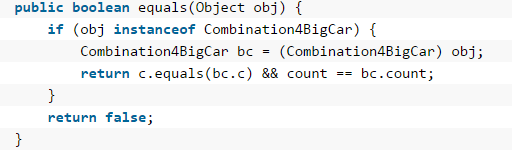 public boolean equals(Object obj) {
    if (obj instanceof Combination4BigCar) {
        Combination4BigCar bc = (Combination4BigCar) obj;
        return c.equals(bc.c) && count == bc.count;
    }
    return false;
}